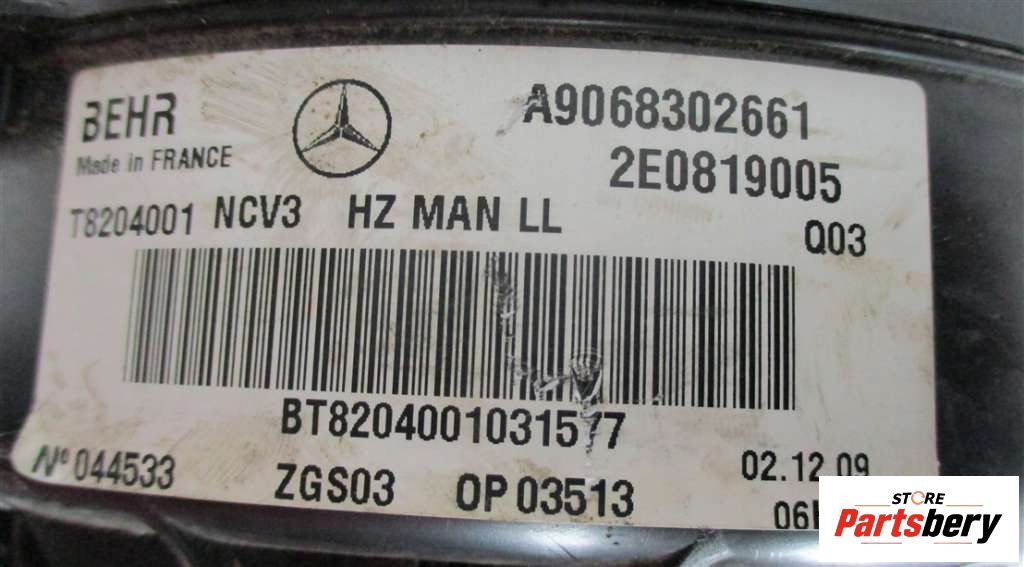 BEHR
Made in FRANCE
A9068302661
2E0819005
T8204001 NCV3 HZ MAN LL
Q03
BT8204001031577
Nº 044533
ZGS03 OP 03513
02.12.09
STORE
Partsbery